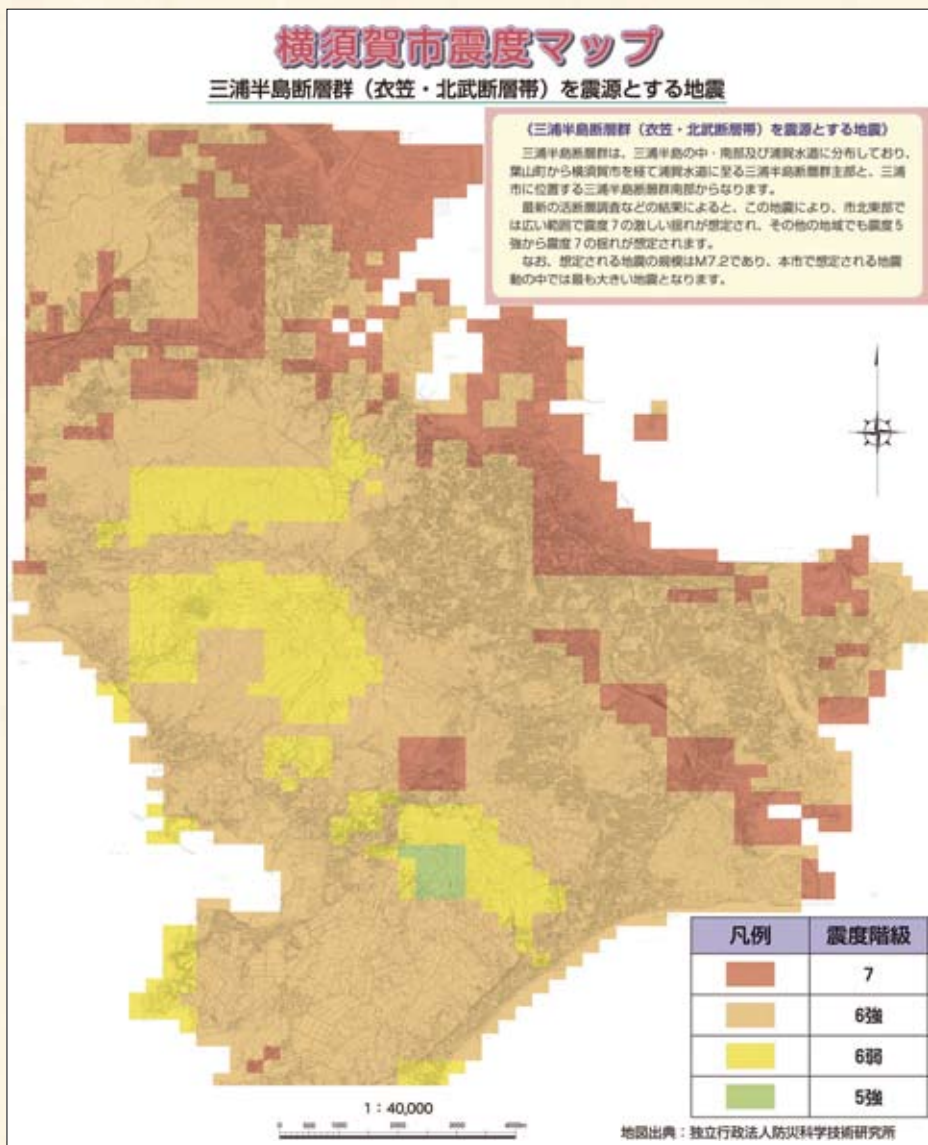 横須賀市震度マップ
三浦半島断層群（衣笠・北武断層帯）を震源とする地震
《三浦半島断層群（衣笠・北武断層帯）を震源とする地震》
三浦半島断層群は、三浦半島の中・南部及び浦賀水道に分布しており、
葉山町から横須賀市を経て浦賀水道に至る三浦半島断層群主部と、三浦
市に位置する三浦半島断層群南部からなります。
最新の活断層調査などの結果によると、この地震により、市北東部で
は広い範囲で震度7の激しい揺れが想定され、その他の地域でも震度5
強から震度7の揺れが想定されます。
なお、想定される地震の規模はM7.2であり、本市で想定される地震
動の中では最も大きい地震となります。
凡例 震度階級
7
6強
6弱
5強
1：40,000
0 500 1000 2000 3000 4000m
地図出典：独立行政法人防災科学技術研究所